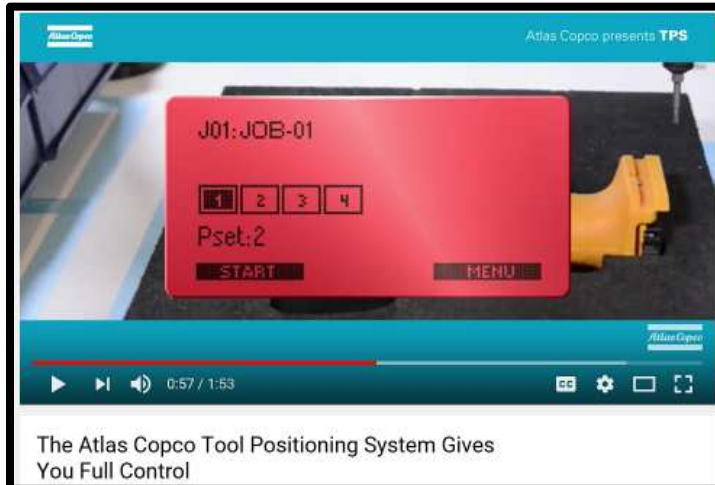 Atlas Copco
Atlas Copco presents TPS
J01:JOB-01
1 2 3 4
Pset:2
START MENU
Atlas Copco
0:57 / 1:53 CC
The Atlas Copco Tool Positioning System Gives
You Full Control